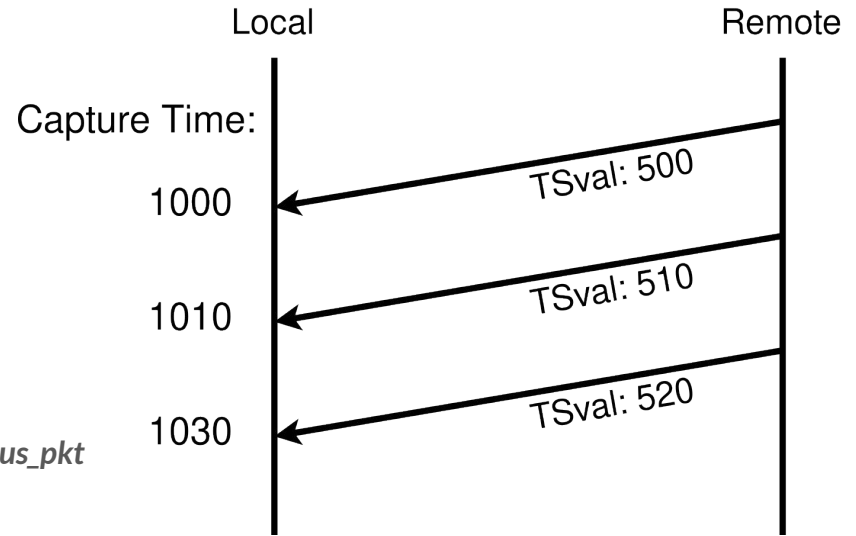 Local Remote
Capture Time:
TSval: 500
1000
TSval: 510
1010
TSval: 520
1030
us_pkt